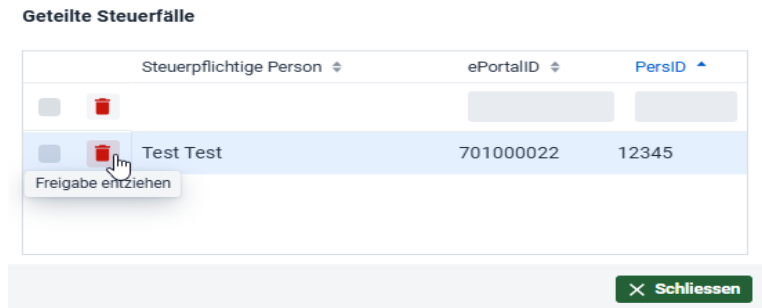 Geteilte Steuerfälle
Steuerpflichtige Person ePortalID PersID
Test Test 701000022 12345
Freigabe entziehen
Schliessen